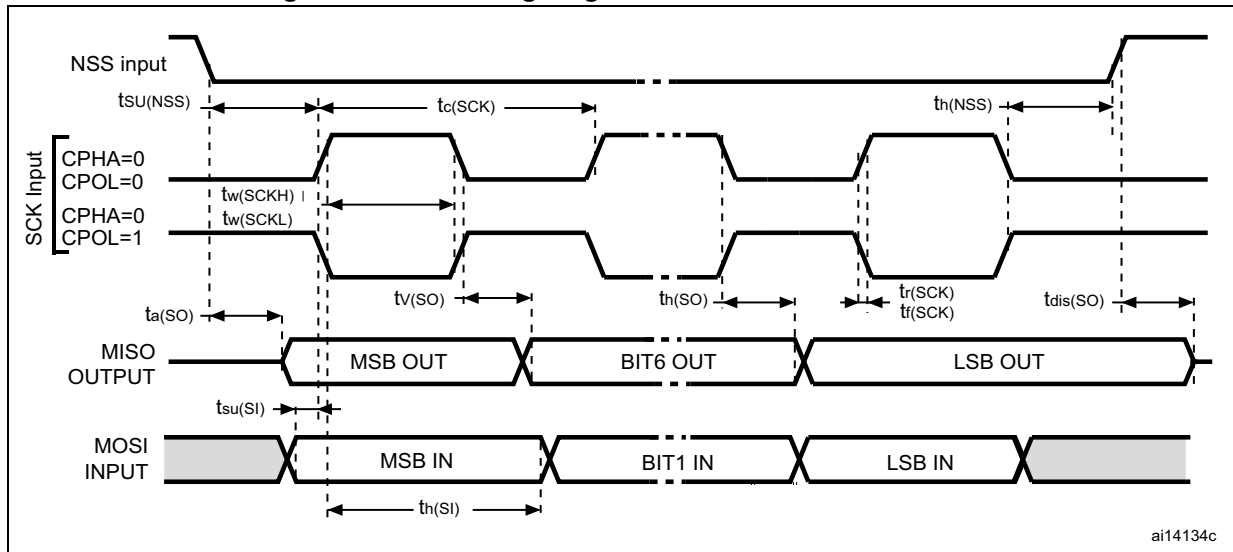 NSS input
tSU(NSS)
tc(SCK)
th(NSS)
SCK Input
CPHA=0
CPOL=0
CPHA=0
CPOL=1
tw(SCKH)
tw(SCKL)
ta(SO)
tV(SO)
th(SO)
tr(SCK)
tf(SCK)
tdis(SO)
MISO
OUTPUT
MSB OUT
BIT6 OUT
LSB OUT
tsu(SI)
MOSI
INPUT
MSB IN
BIT1 IN
LSB IN
th(SI)
ai14134c